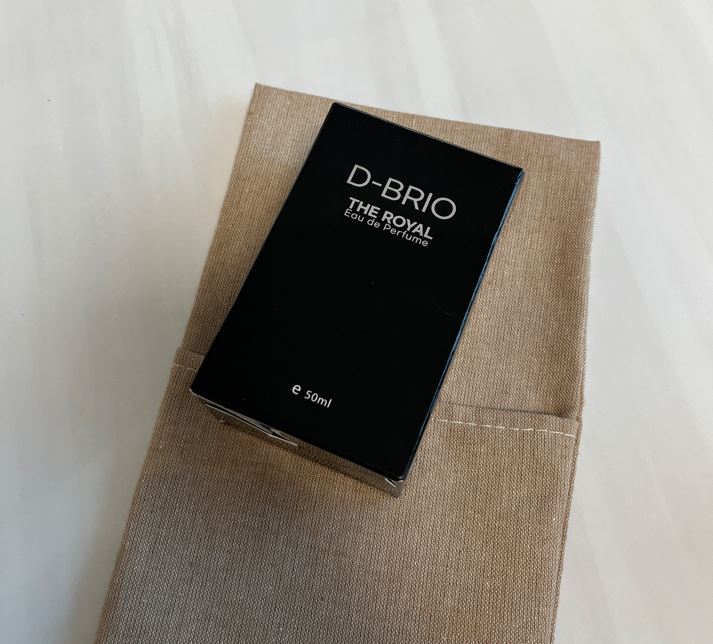 D-BRIO
THE ROYAL
Eau de Perfume
e 50ml